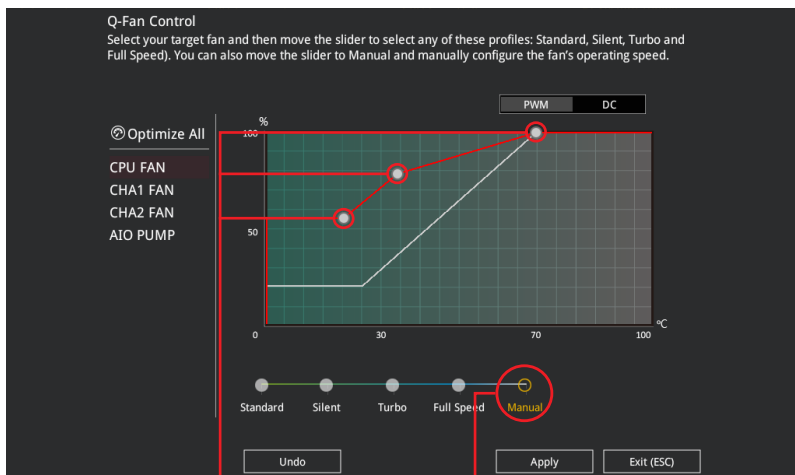 Q-Fan Control
Select your target fan and then move the slider to select any of these profiles: Standard, Silent, Turbo and
Full Speed). You can also move the slider to Manual and manually configure the fan's operating speed.
PWM DC
Optimize All
CPU FAN
CHA1 FAN
CHA2 FAN
AIO PUMP
%
100
50
0 30 70 100
ºC
Standard Silent Turbo Full Speed Manual
Undo Apply Exit (ESC)